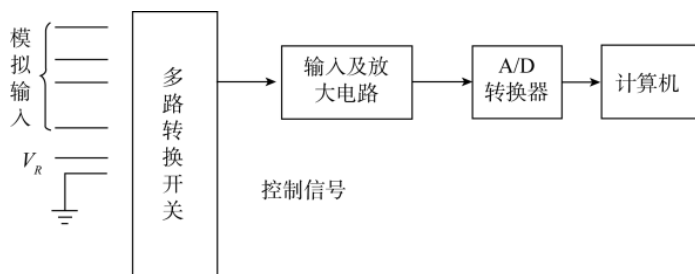 模拟输入
V_R
多路转换开关
输入及放
大电路
A/D
转换器
计算机
控制信号